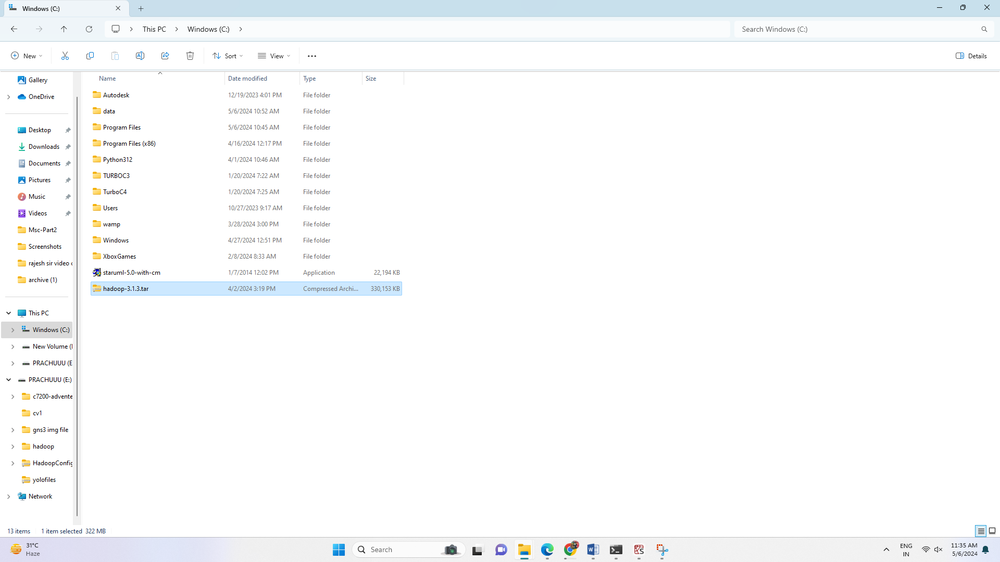 Windows (C:)
This PC
Windows (C:)
Search Windows (C:)
New
Sort
View
Details
Name
Date modified
Type
Size
Gallery
OneDrive
Desktop
Downloads
Documents
Pictures
Music
Videos
Msc-Part2
Screenshots
rajesh sir video
archive (1)
This PC
Windows (C:)
New Volume (
PRACHUUU (E
PRACHUUU (E:)
c7200-advente
cv1
gns3 img file
hadoop
HadoopConfig
yolofiles
Network
Autodesk 12/19/2023 4:01 PM File folder
data 5/6/2024 10:52 AM File folder
Program Files 5/6/2024 10:45 AM File folder
Program Files (x86) 4/16/2024 12:17 PM File folder
Python312 4/1/2024 10:46 AM File folder
TURBOC3 1/20/2024 7:22 AM File folder
TurboC4 1/20/2024 7:25 AM File folder
Users 10/27/2023 9:17 AM File folder
wamp 3/28/2024 3:00 PM File folder
Windows 4/27/2024 12:51 PM File folder
XboxGames 2/8/2024 8:33 AM File folder
staruml-5.0-with-cm 1/7/2014 12:02 PM Application 22,194 KB
hadoop-3.1.3.tar 4/2/2024 3:19 PM Compressed Archi... 330,153 KB
13 items 1 item selected 322 MB
31°C
Haze
Search
ENG
IN
11:35 AM
5/6/2024